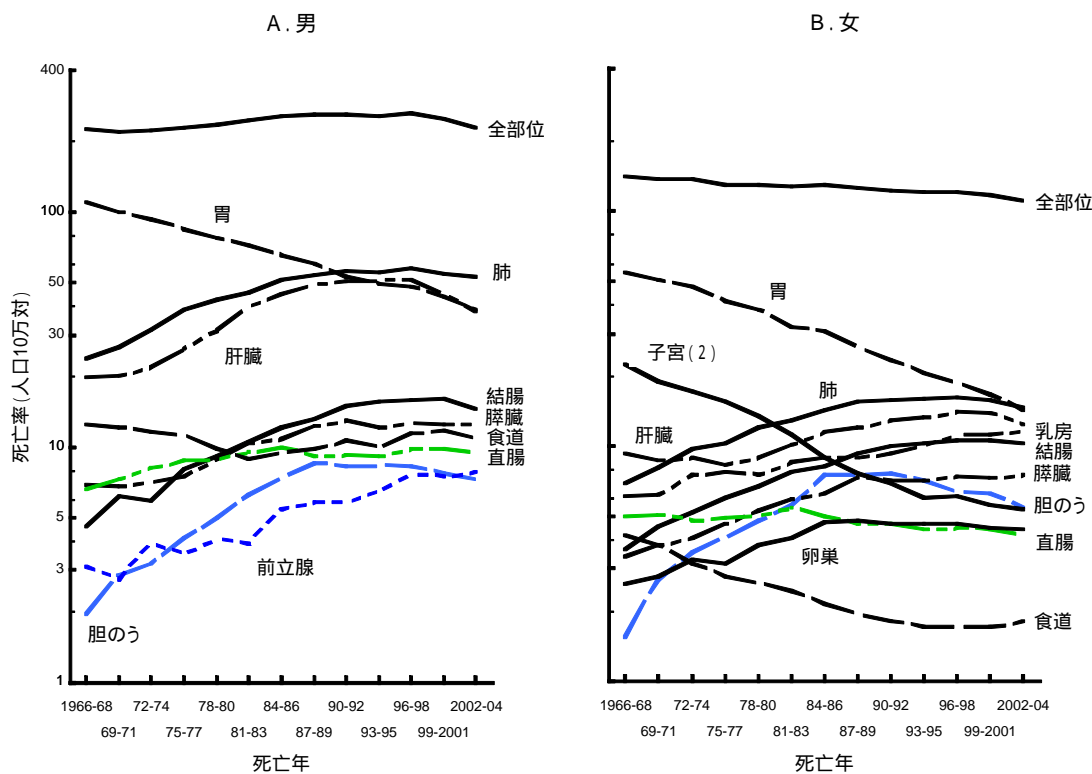 A.男
400
100
50
30
10
5
3
1
死亡率(人口10万対)
全部位
胃
肺
肝臓
結腸
膵臓
食道
直腸
前立腺
胆のう
1966-68 72-74 78-80 84-86 90-92 96-98 2002-04
69-71 75-77 81-83 87-89 93-95 99-2001
死亡年
B.女
全部位
胃
子宮(2)
肺
肝臓
乳房
結腸
膵臓
胆のう
直腸
卵巣
食道
1966-68 72-74 78-80 84-86 90-92 96-98 2002-04
69-71 75-77 81-83 87-89 93-95 99-2001
死亡年